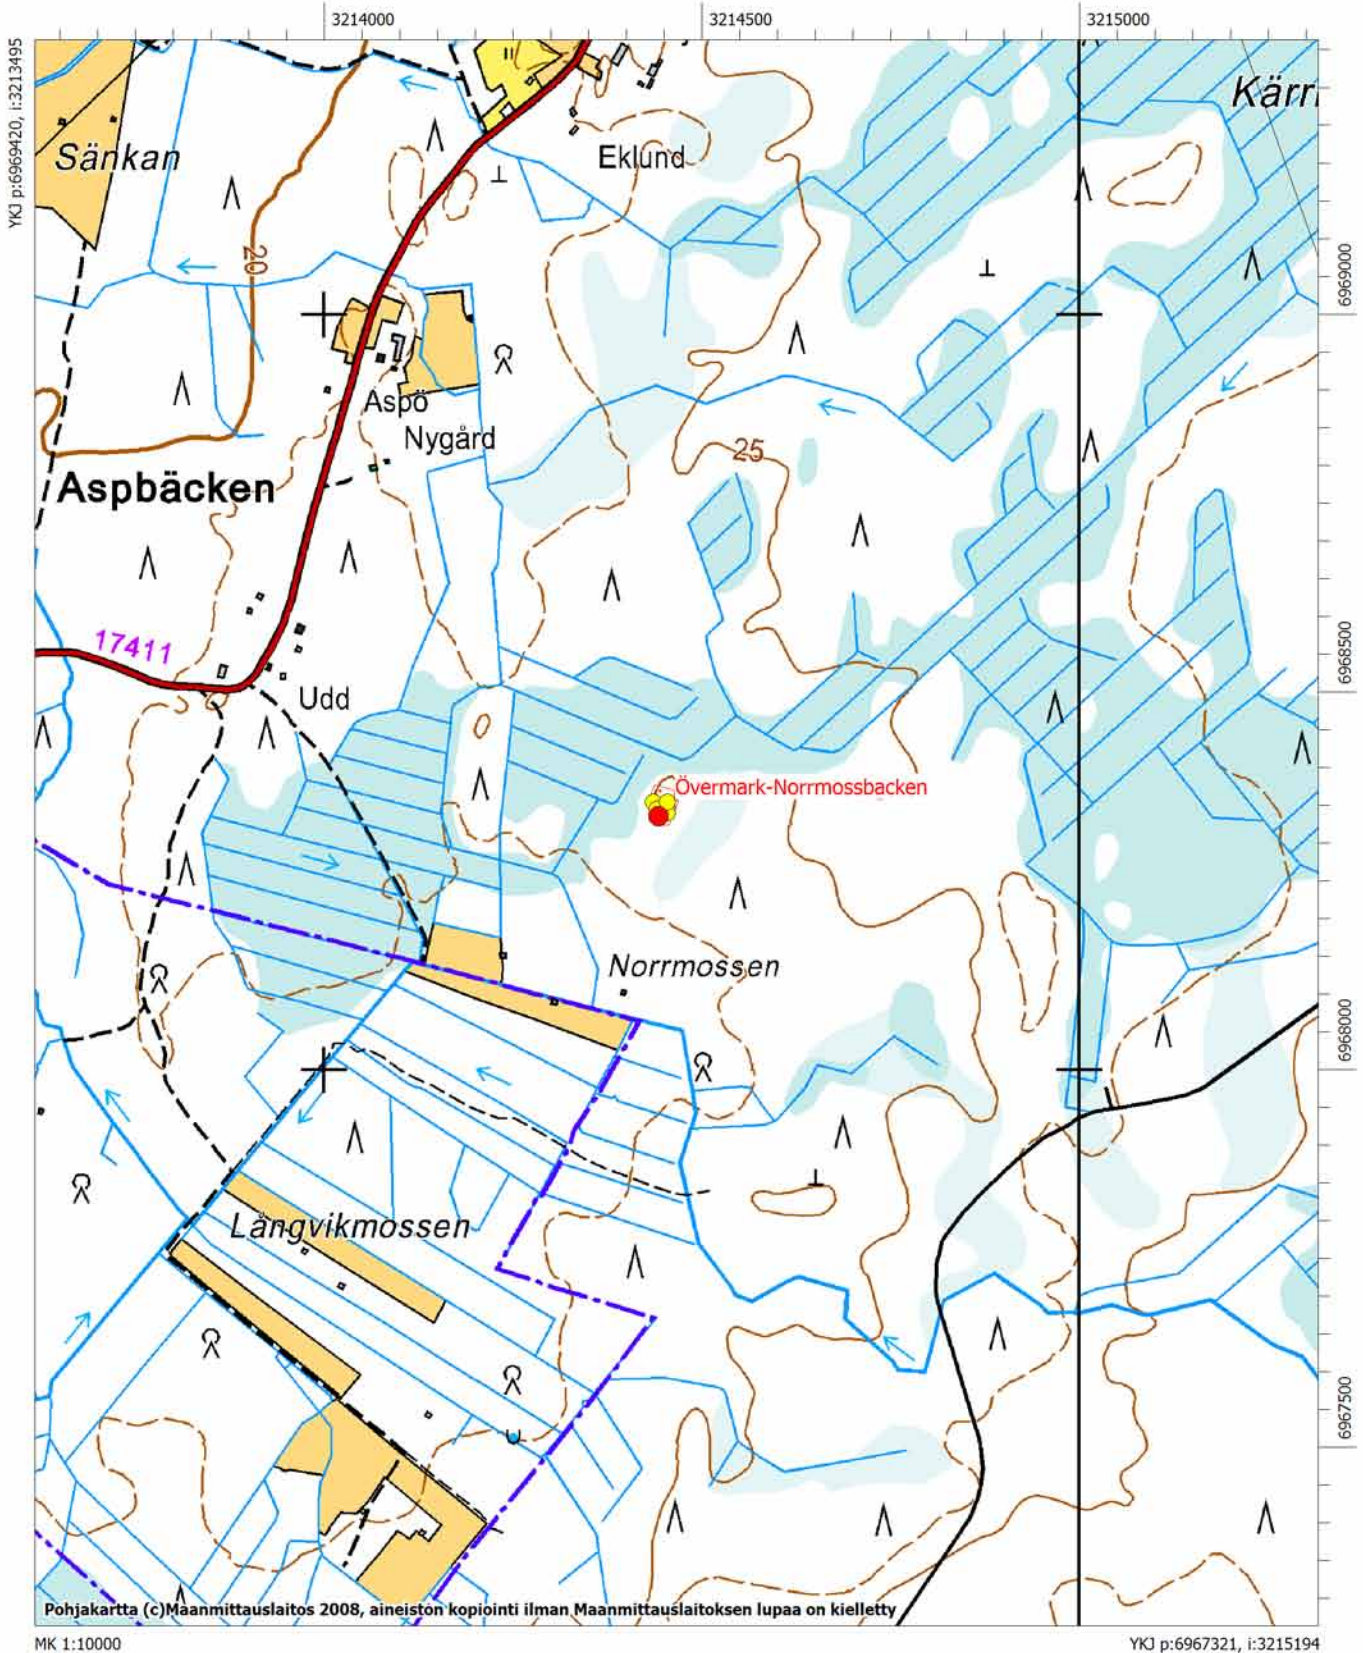 3214000
3214500
3215000
YKJ p:6969420, i:3213495
Kärr
Sänkan
Eklund
20
6969000
Aspö
Nygård
25
Aspbäcken
17411
6968500
Udd
Övermark-Norrmossbacken
Norrmossen
6968000
Långvikmossen
6967500
Pohjakartta (c)Maanmittauslaitos 2008, aineiston kopiointi ilman Maanmittauslaitoksen lupaa on kielletty
MK 1:10000
YKJ p:6967321, i:3215194